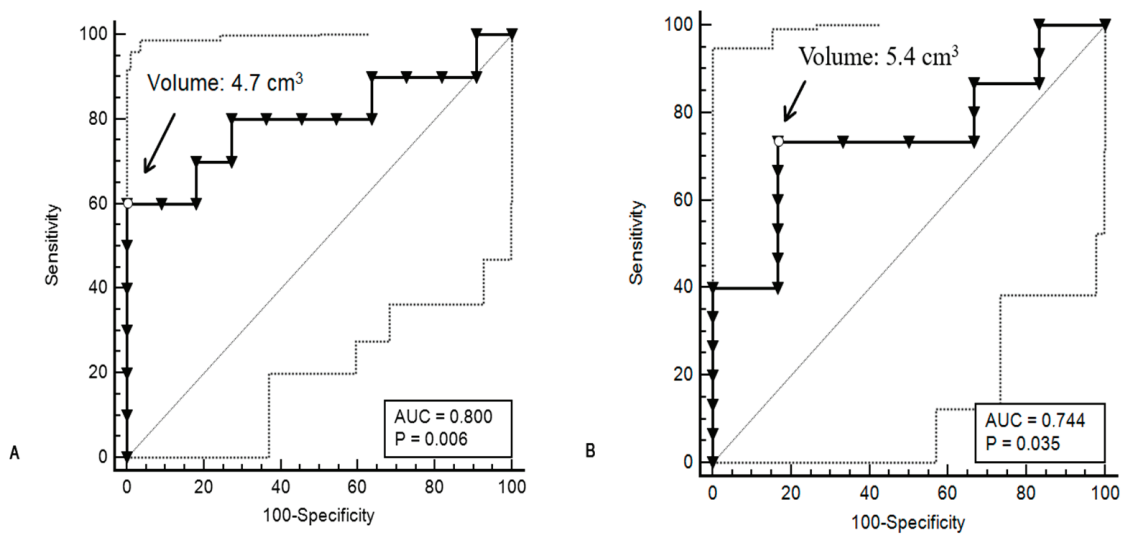 100
80
60
40
20
0
Sensitivity
Volume: 4.7 cm³
AUC = 0.800
P = 0.006
0 20 40 60 80 100
100-Specificity
A
100
80
60
40
20
0
Sensitivity
Volume: 5.4 cm³
AUC = 0.744
P = 0.035
0 20 40 60 80 100
100-Specificity
B